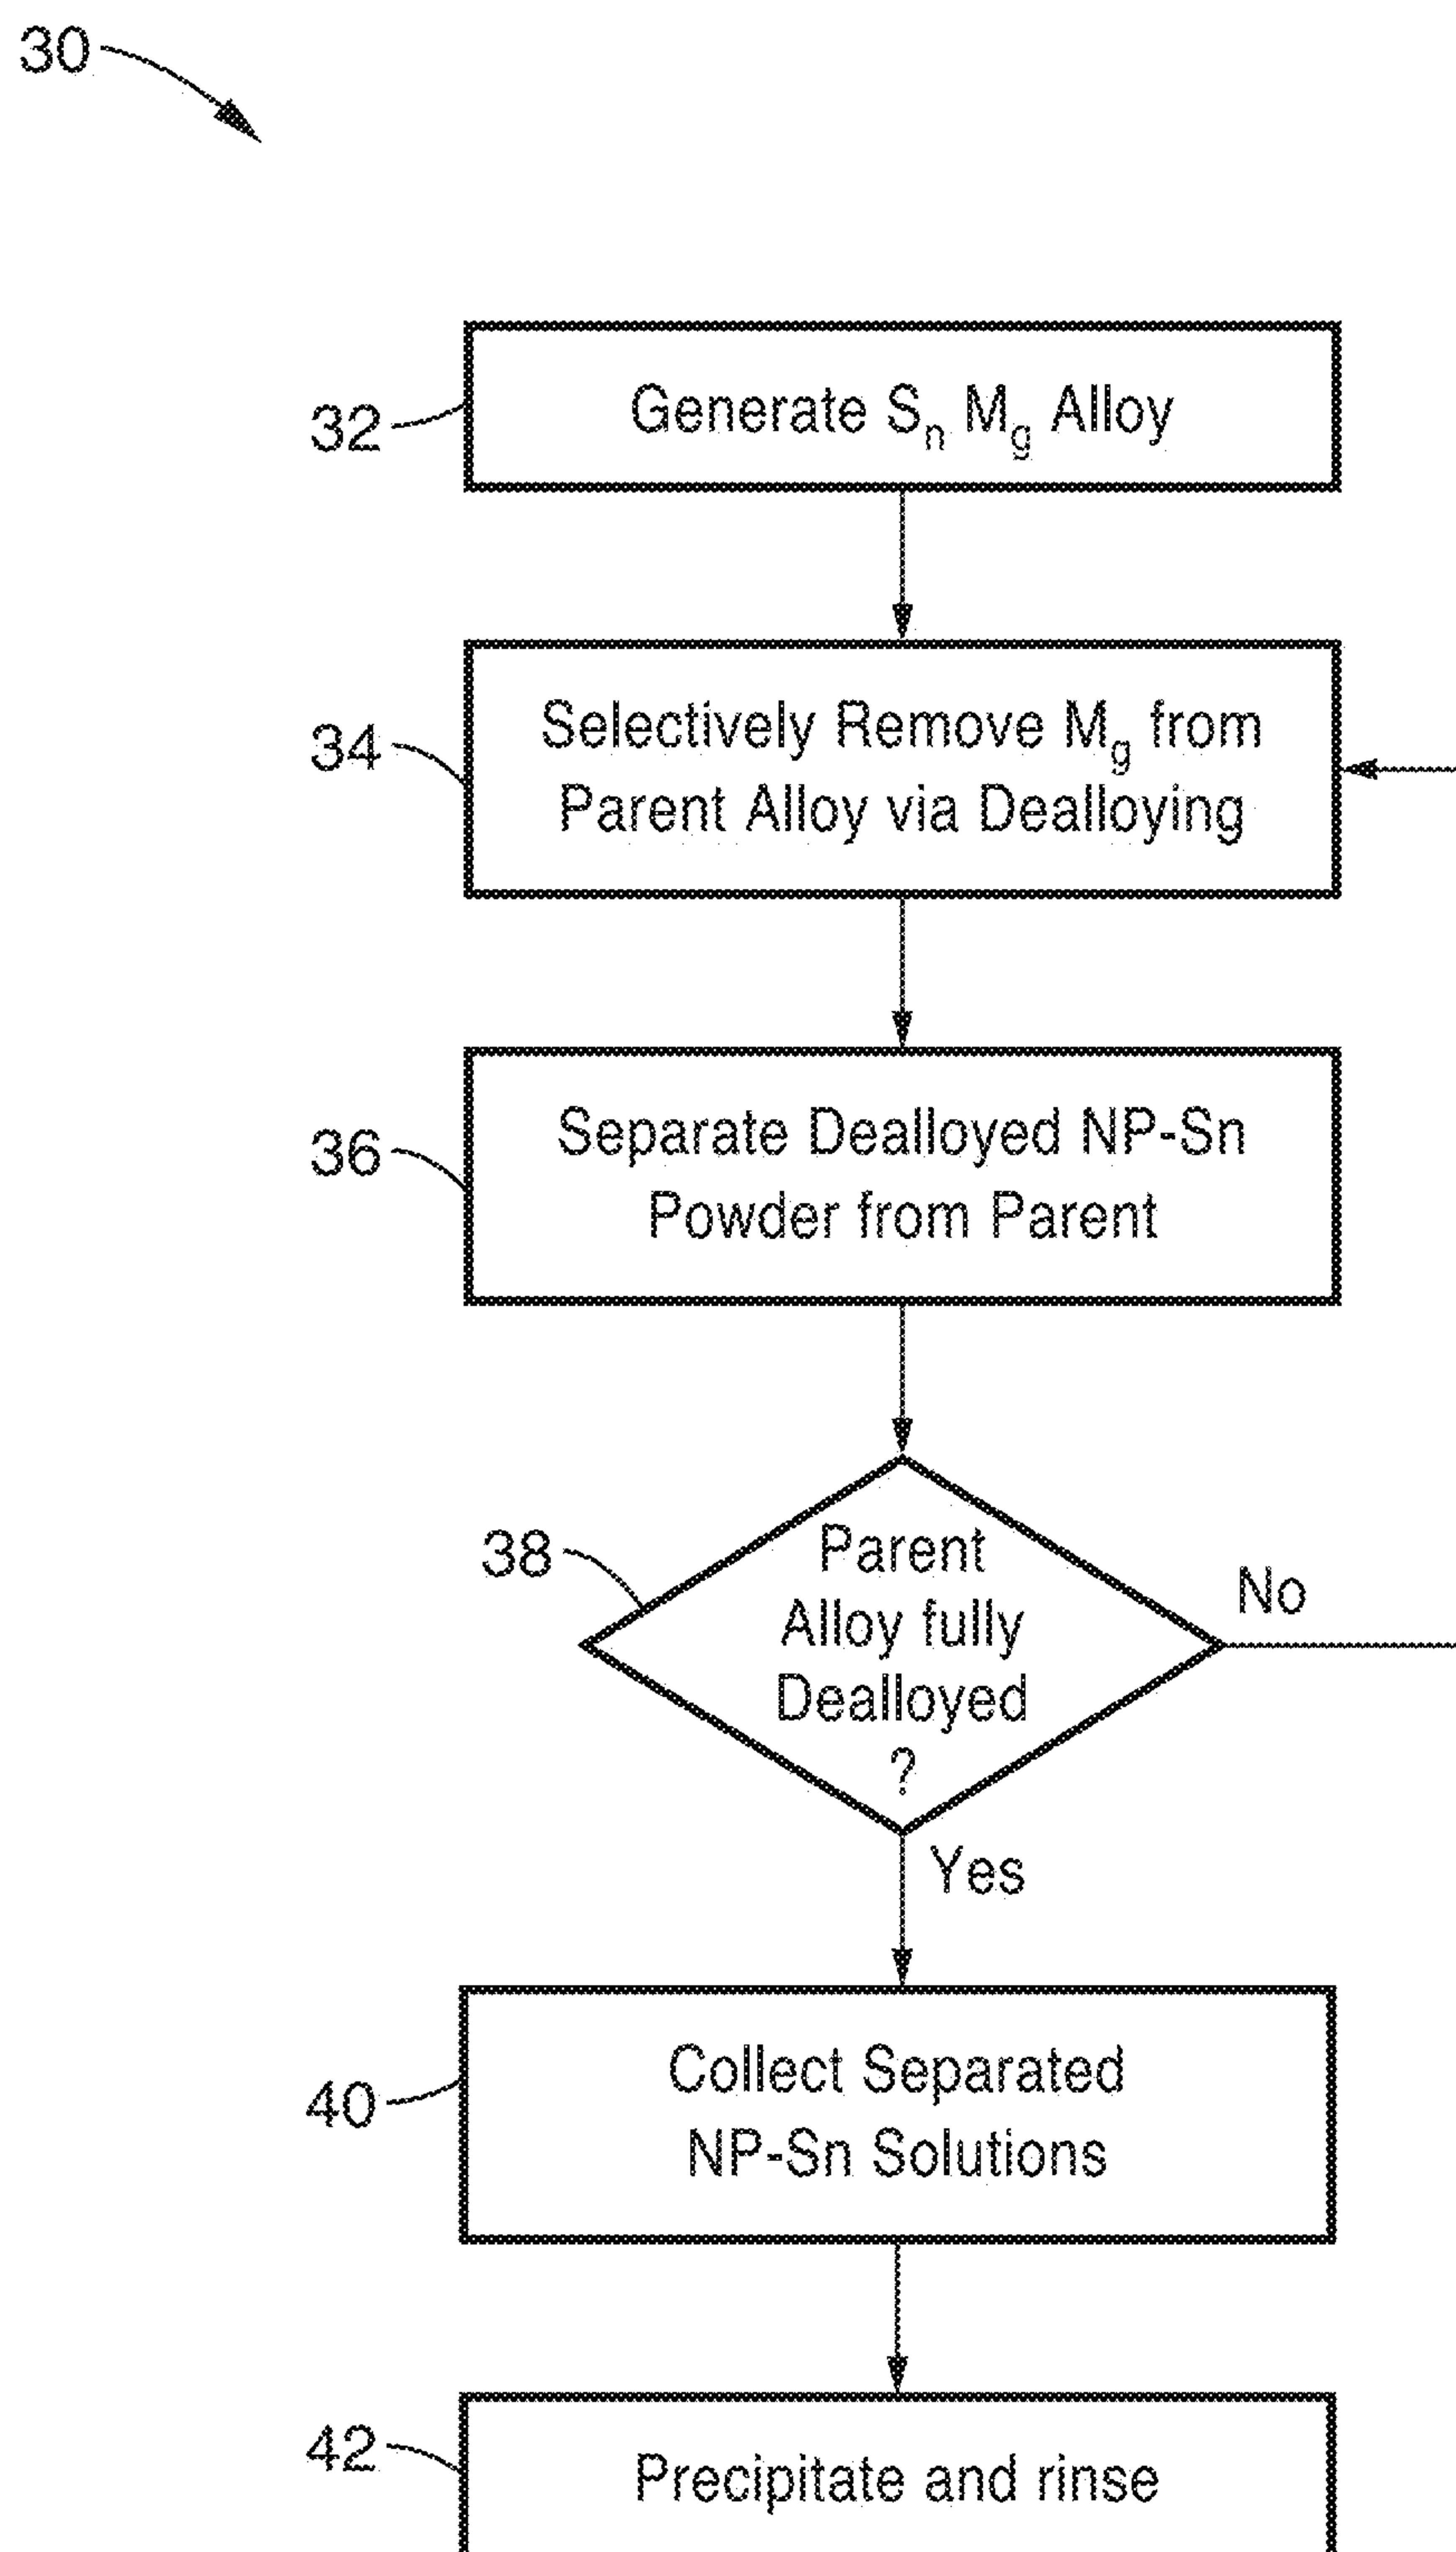 30
32
Generate Sn Mg Alloy
34
Selectively Remove Mg from
Parent Alloy via Dealloying
36
Separate Dealloyed NP-Sn
Powder from Parent
38
Parent
Alloy fully
Dealloyed
?
No
Yes
40
Collect Separated
NP-Sn Solutions
42
Precipitate and rinse